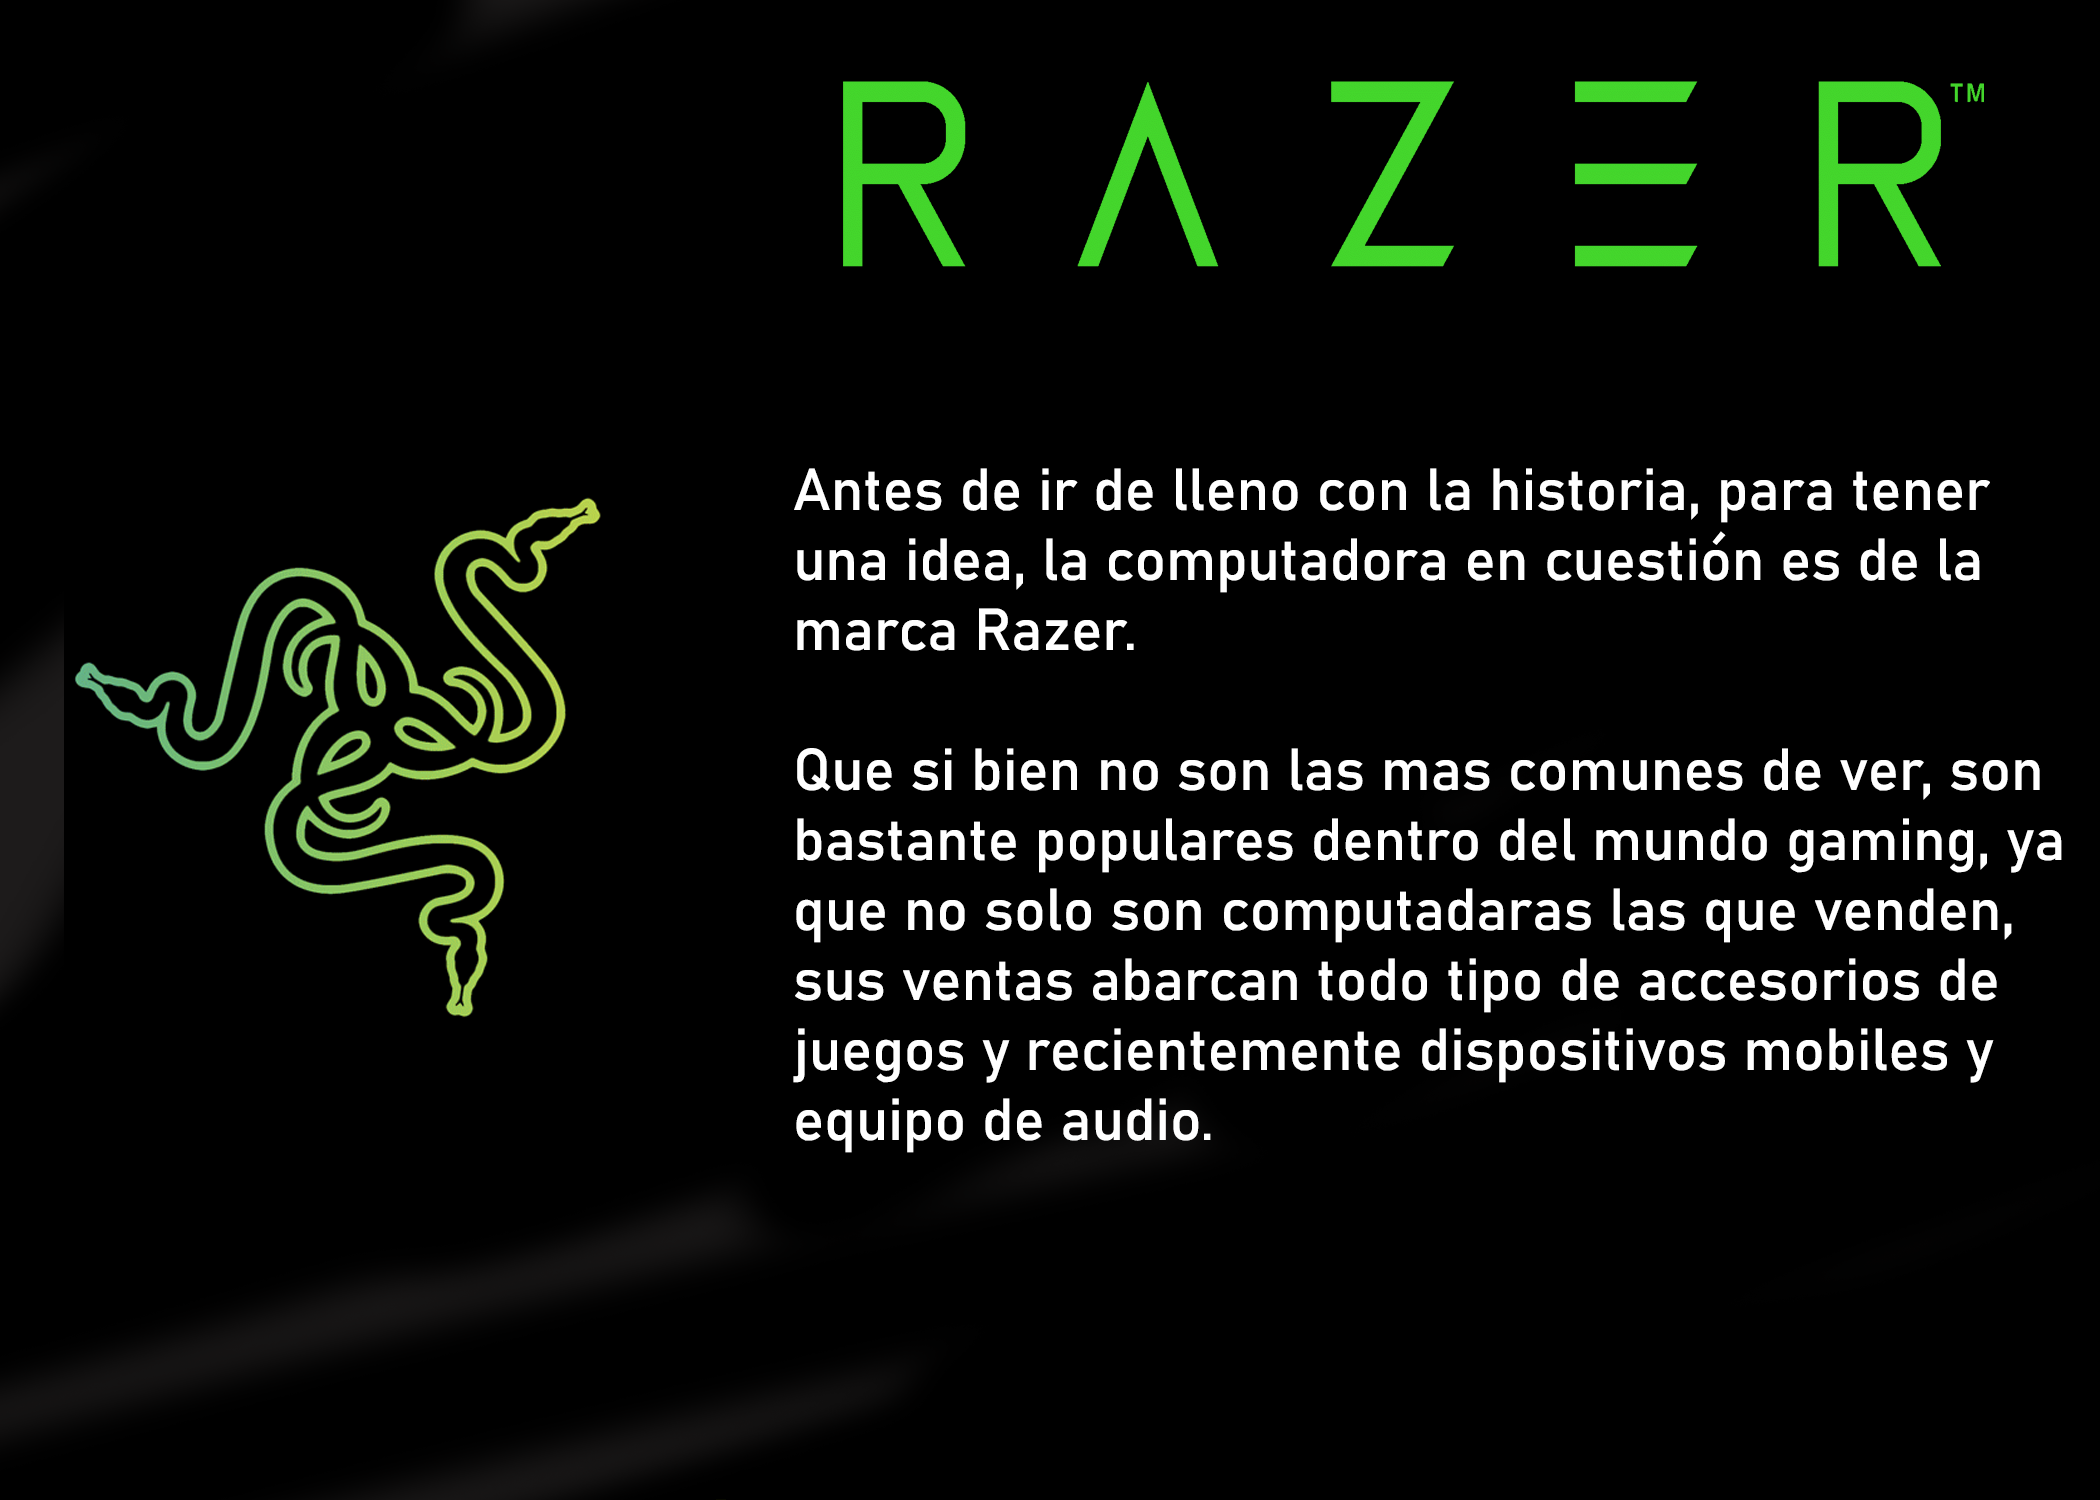 RAZER™
Antes de ir de lleno con la historia, para tener
una idea, la computadora en cuestión es de la
marca Razer.
Que si bien no son las mas comunes de ver, son
bastante populares dentro del mundo gaming, ya
que no solo son computadaras las que venden,
sus ventas abarcan todo tipo de accesorios de
juegos y recientemente dispositivos mobiles y
equipo de audio.